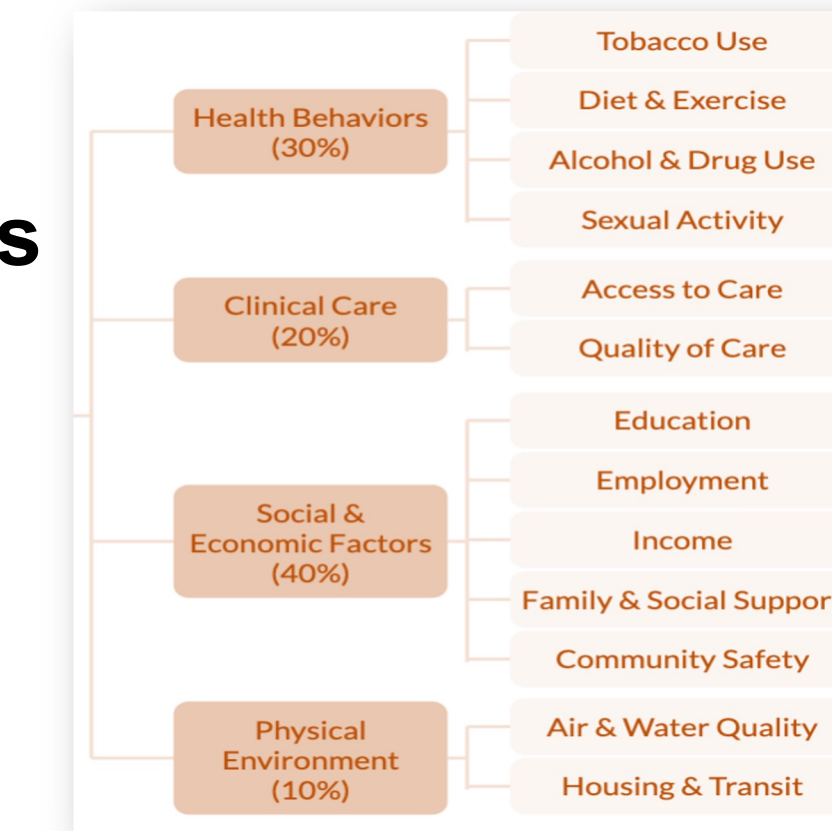 s
Health Behaviors
(30%)
Tobacco Use
Diet & Exercise
Alcohol & Drug Use
Sexual Activity
Clinical Care
(20%)
Access to Care
Quality of Care
Social &
Economic Factors
(40%)
Education
Employment
Income
Family & Social Suppor
Community Safety
Physical
Environment
(10%)
Air & Water Quality
Housing & Transit